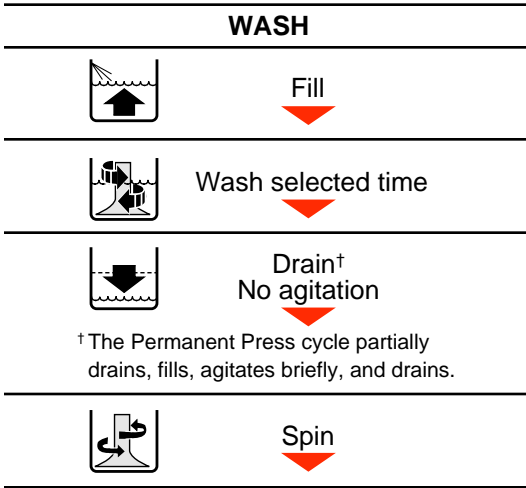 WASH
Fill
Wash selected time
Drain†
No agitation
† The Permanent Press cycle partially
drains, fills, agitates briefly, and drains.
Spin